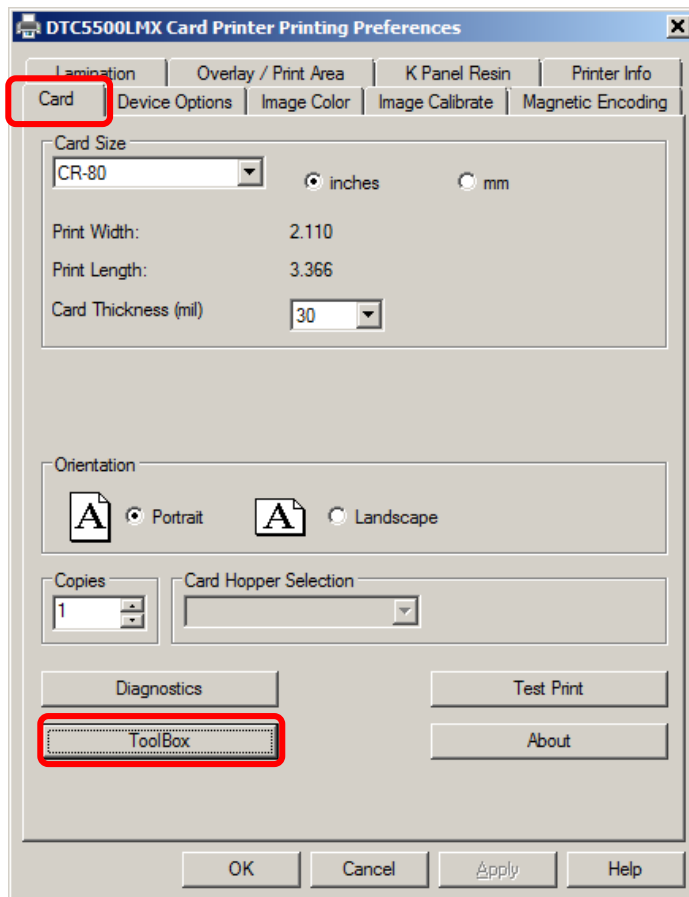 DTC5500LMX Card Printer Printing Preferences
Lamination Overlay / Print Area K Panel Resin Printer Info
Card Device Options Image Color Image Calibrate Magnetic Encoding
Card Size
CR-80 inches mm
Print Width: 2.110
Print Length: 3.366
Card Thickness (mil) 30
Orientation
A Portrait A Landscape
Copies Card Hopper Selection
1
Diagnostics Test Print
ToolBox About
OK Cancel Apply Help